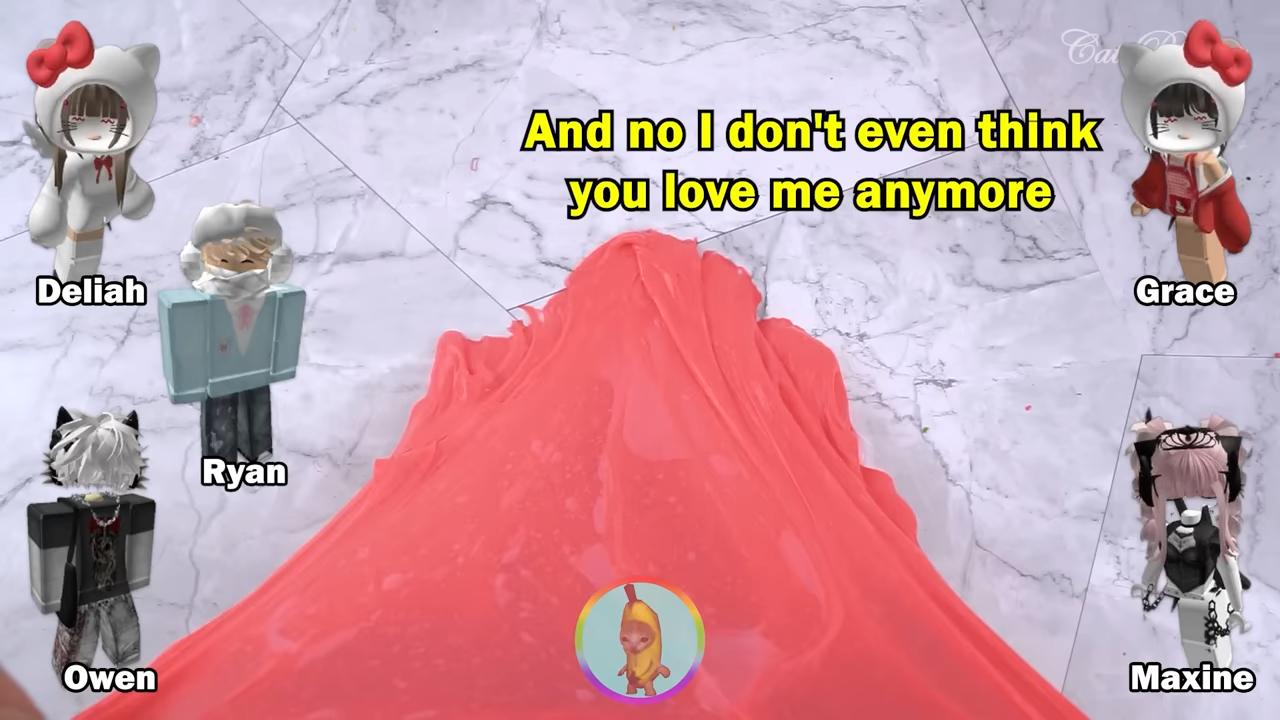 And no I don't even think
you love me anymore
Deliah
Grace
Ryan
Owen
Maxine